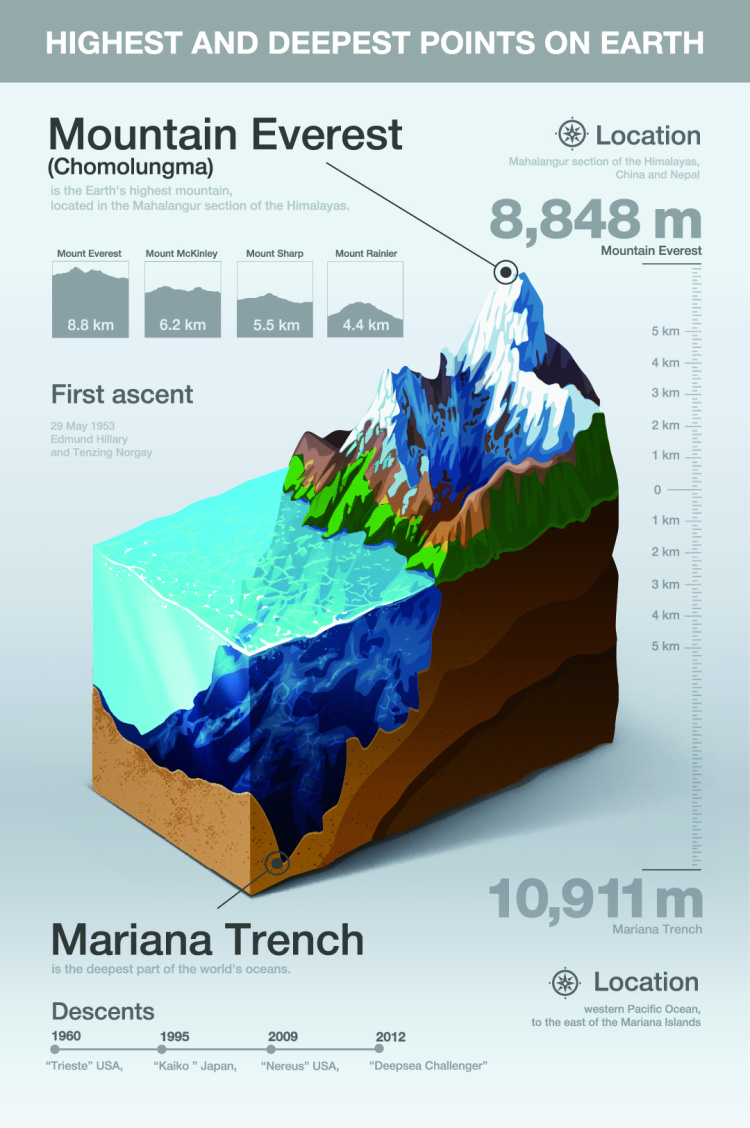 HIGHEST AND DEEPEST POINTS ON EARTH
Mountain Everest
(Chomolungma)
is the Earth's highest mountain,
located in the Mahalangur section of the Himalayas.
Location
Mahalangur section of the Himalayas,
China and Nepal
8,848 m
Mountain Everest
Mount Everest
8.8 km
Mount McKinley
6.2 km
Mount Sharp
5.5 km
Mount Rainier
4.4 km
First ascent
29 May 1953
Edmund Hillary
and Tenzing Norgay
5 km
4 km
3 km
2 km
1 km
0
1 km
2 km
3 km
4 km
5 km
10,911 m
Mariana Trench
Mariana Trench
is the deepest part of the world's oceans.
Location
western Pacific Ocean,
to the east of the Mariana Islands
Descents
1960
"Trieste" USA,
1995
"Kaiko " Japan,
2009
"Nereus" USA,
2012
"Deepsea Challenger"